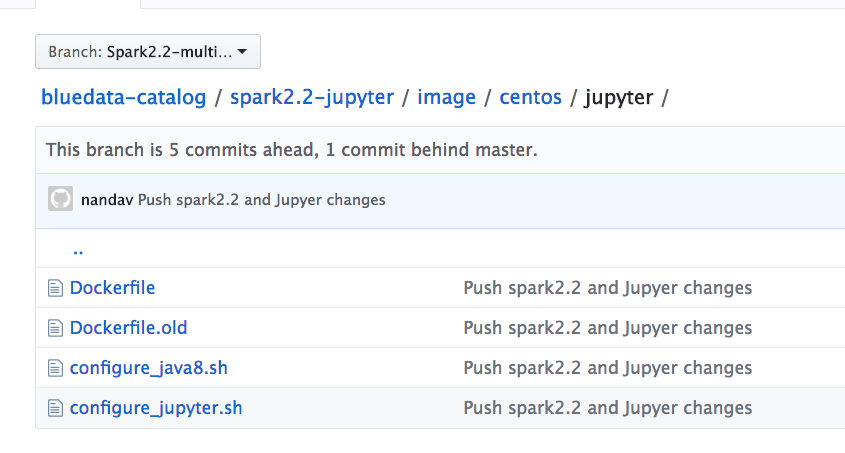 Branch: Spark2.2-multi...
bluedata-catalog / spark2.2-jupyter / image / centos / jupyter /
This branch is 5 commits ahead, 1 commit behind master.
nandav Push spark2.2 and Jupyer changes
..
Dockerfile Push spark2.2 and Jupyer changes
Dockerfile.old Push spark2.2 and Jupyer changes
configure_java8.sh Push spark2.2 and Jupyer changes
configure_jupyter.sh Push spark2.2 and Jupyer changes